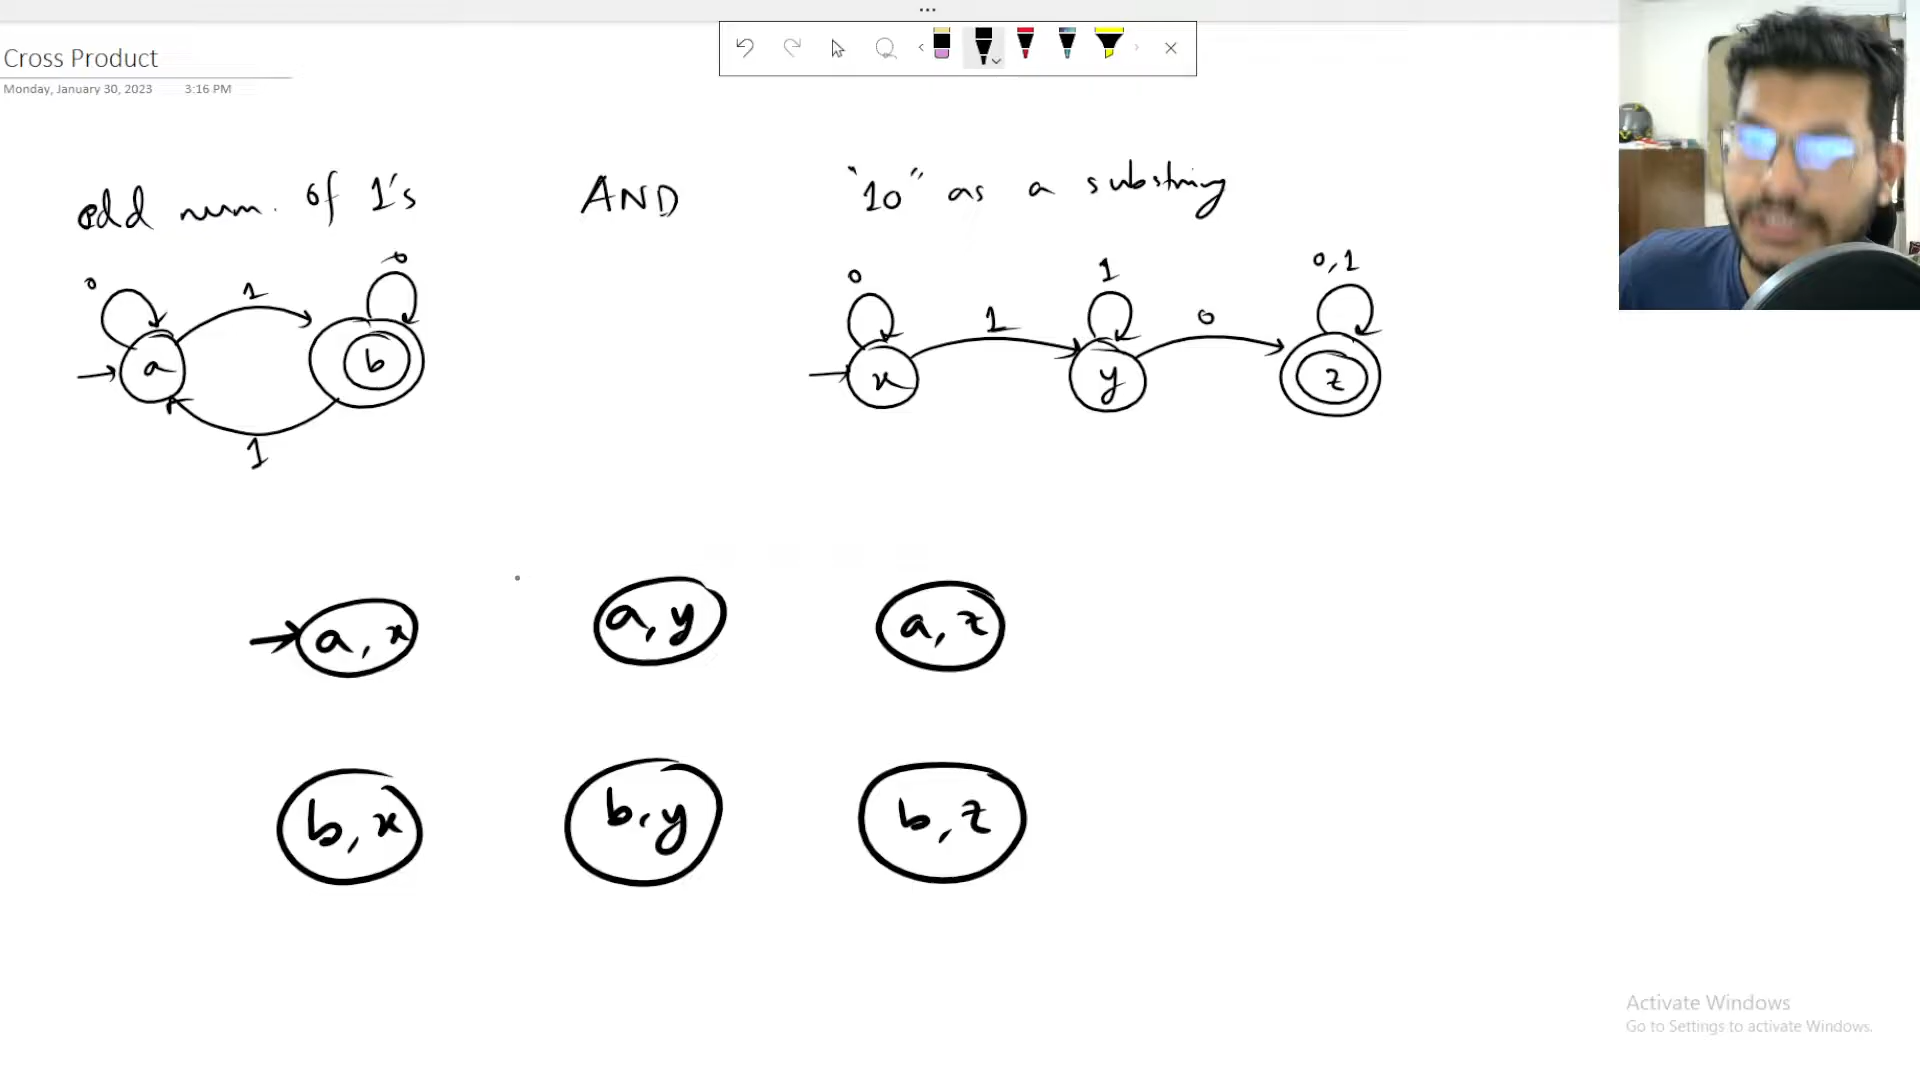 Cross Product
Monday, January 30, 2023 3:16 PM
odd num. of 1's AND "10" as a substring
0 1 0
a b
1
0 1 1 0 0,1
x y z
a, x a, y a, z
b, x b, y b, z
Activate Windows
Go to Settings to activate Windows.